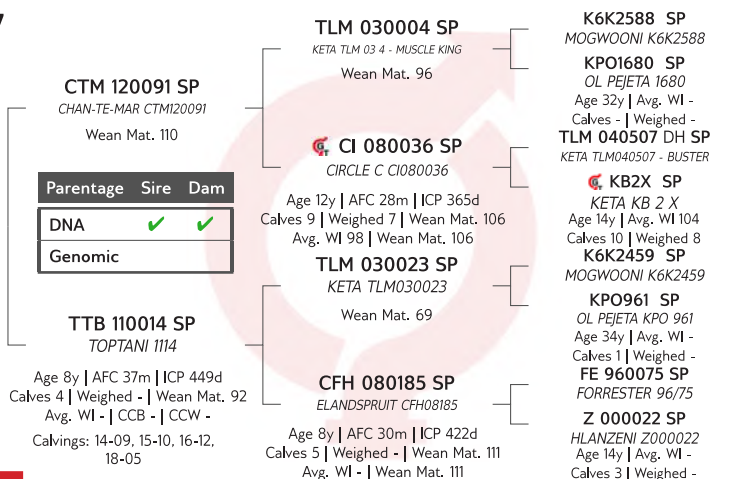 CTM 120091 SP
CHAN-TE-MAR CTM120091
Wean Mat. 110
Parentage Sire Dam
DNA ✔ ✔
Genomic
TTB 110014 SP
TOPTANI 1114
Age 8y | AFC 37m | ICP 449d
Calves 4 | Weighed - | Wean Mat. 92
Avg. WI - | CCB - | CCW -
Calvings: 14-09, 15-10, 16-12,
18-05
TLM 030004 SP
KETA TLM 03 4 - MUSCLE KING
Wean Mat. 96
CI 080036 SP
CIRCLE C CI080036
Age 12y | AFC 28m | ICP 365d
Calves 9 | Weighed 7 | Wean Mat. 106
Avg. WI 98 | Wean Mat. 106
TLM 030023 SP
KETA TLM030023
Wean Mat. 69
CFH 080185 SP
ELANDSPRUIT CFH08185
Age 8y | AFC 30m | ICP 422d
Calves 5 | Weighed - | Wean Mat. 111
Avg. WI - | Wean Mat. 111
K6K2588 SP
MOGWOONI K6K2588
KPO1680 SP
OL PEJETA 1680
Age 32y | Avg. WI -
Calves - | Weighed -
TLM 040507 DH SP
KETA TLM040507 - BUSTER
KB2X SP
KETA KB 2 X
Age 14y | Avg. WI 104
Calves 10 | Weighed 8
K6K2459 SP
MOGWOONI K6K2459
KPO961 SP
OL PEJETA KPO 961
Age 34y | Avg. WI -
Calves 1 | Weighed -
FE 960075 SP
FORRESTER 96/75
Z 000022 SP
HLANZENI Z000022
Age 14y | Avg. WI -
Calves 3 | Weighed -